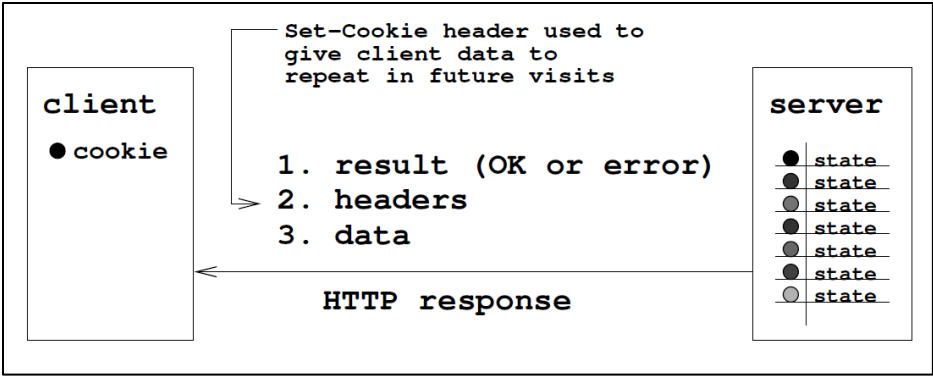 Set-Cookie header used to
give client data to
repeat in future visits
client
cookie
1. result (OK or error)
2. headers
3. data
HTTP response
server
state
state
state
state
state
state
state